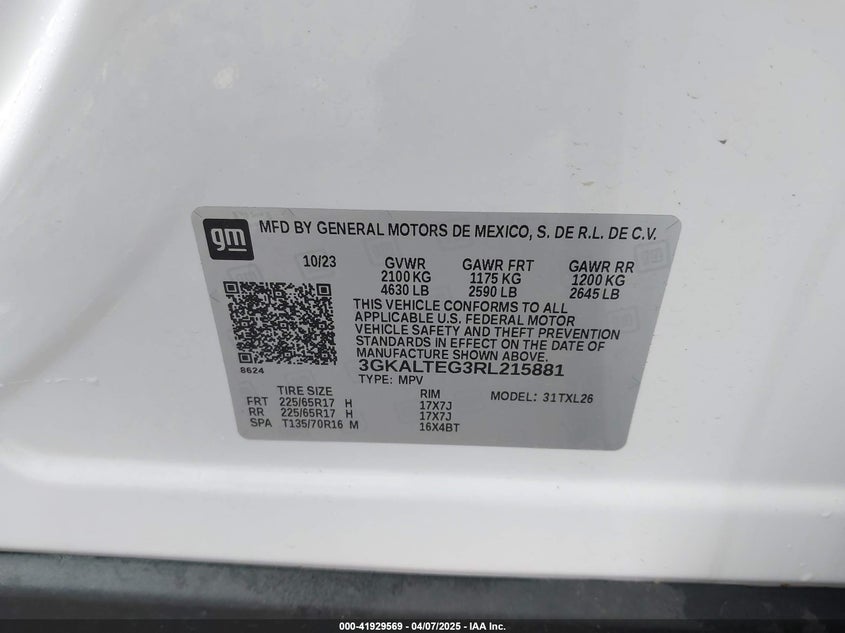 gm
MFD BY GENERAL MOTORS DE MEXICO, S. DE R.L. DE C.V.
10/23 GVWR GAWR FRT GAWR RR
2100 KG 1175 KG 1200 KG
4630 LB 2590 LB 2645 LB
THIS VEHICLE CONFORMS TO ALL
APPLICABLE U.S. FEDERAL MOTOR
VEHICLE SAFETY AND THEFT PREVENTION
STANDARDS IN EFFECT ON THE DATE OF
MANUFACTURE SHOWN ABOVE.
8624 3GKALTEG3RL215881
TYPE: MPV
TIRE SIZE RIM MODEL: 31TXL26
FRT 225/65R17 H 17X7J
RR 225/65R17 H 17X7J
SPA T135/70R16 M 16X4BT
000-41929569 - 04/07/2025 - IAA Inc.